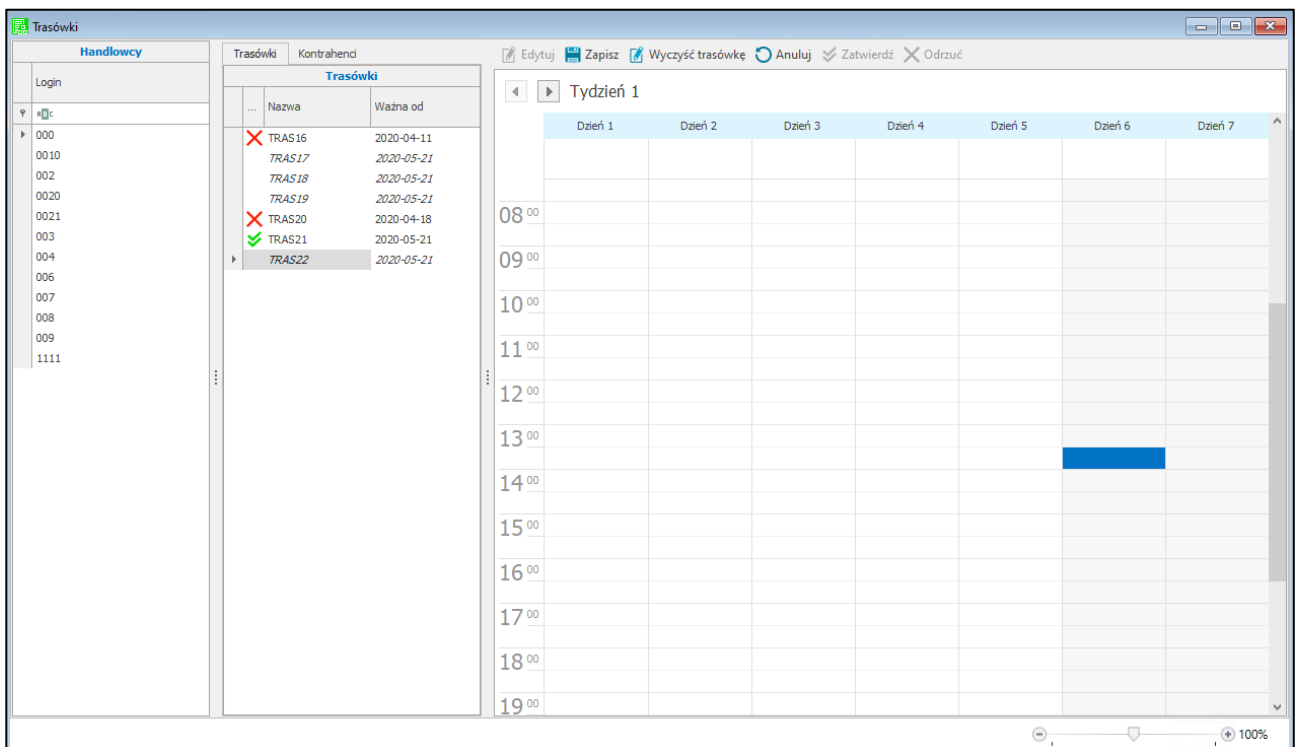 Trasówki
Handlowcy
Login
000
0010
002
0020
0021
003
004
006
007
008
009
1111
Trasówki Kontrahenci
Trasówki
... Nazwa Ważna od
TRAS16 2020-04-11
TRAS17 2020-05-21
TRAS18 2020-05-21
TRAS19 2020-05-21
TRAS20 2020-04-18
TRAS21 2020-05-21
TRAS22 2020-05-21
Edytuj Zapisz Wyczyść trasówkę Anuluj Zatwierdź Odrzuć
Tydzień 1
Dzień 1 Dzień 2 Dzień 3 Dzień 4 Dzień 5 Dzień 6 Dzień 7
08 00
09 00
10 00
11 00
12 00
13 00
14 00
15 00
16 00
17 00
18 00
19 00
100%